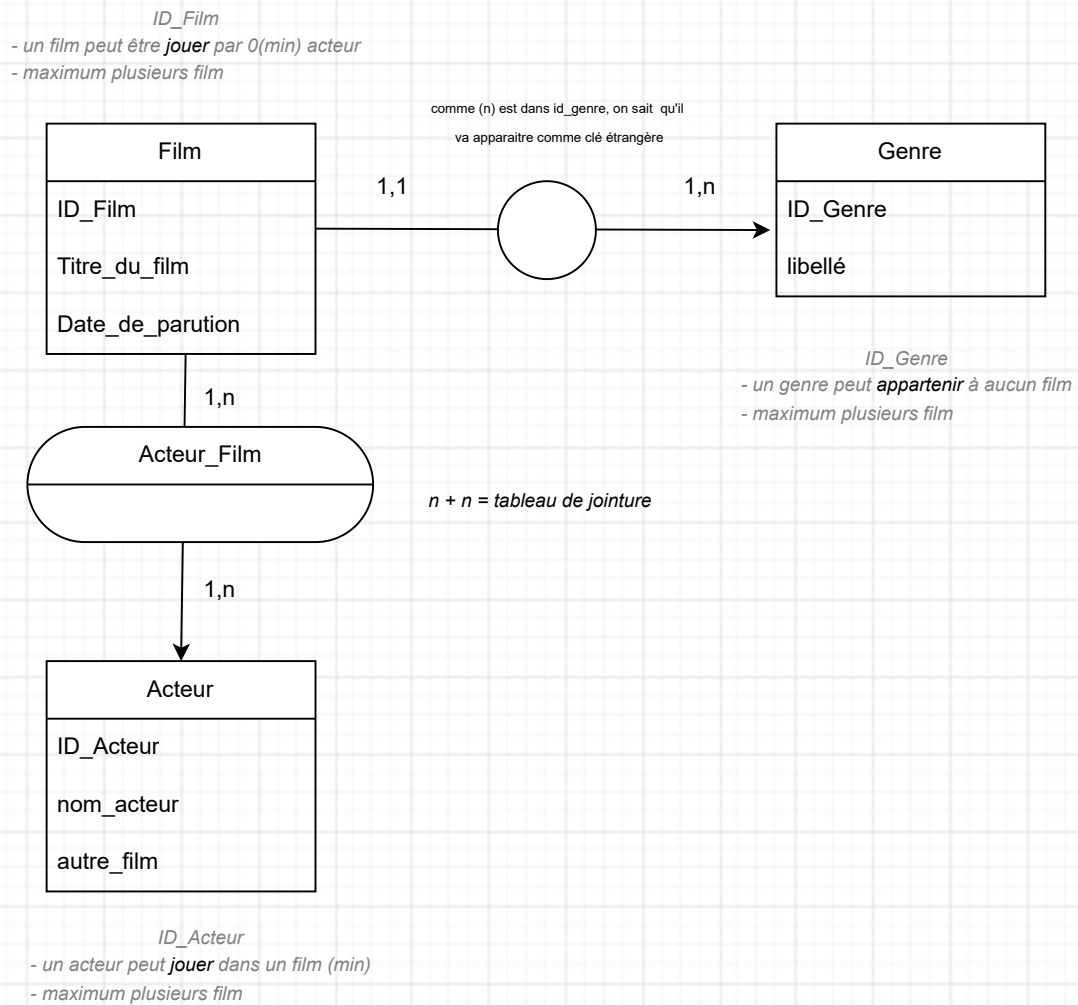 ID_Film
- un film peut être jouer par 0(min) acteur
- maximum plusieurs film
comme (n) est dans id_genre, on sait qu'il
va apparaitre comme clé étrangère
Film
ID_Film
Titre_du_film
Date_de_parution
1,1
1,n
Genre
ID_Genre
libellé
ID_Genre
- un genre peut appartenir à aucun film
- maximum plusieurs film
1,n
Acteur_Film
n + n = tableau de jointure
1,n
Acteur
ID_Acteur
nom_acteur
autre_film
ID_Acteur
- un acteur peut jouer dans un film (min)
- maximum plusieurs film